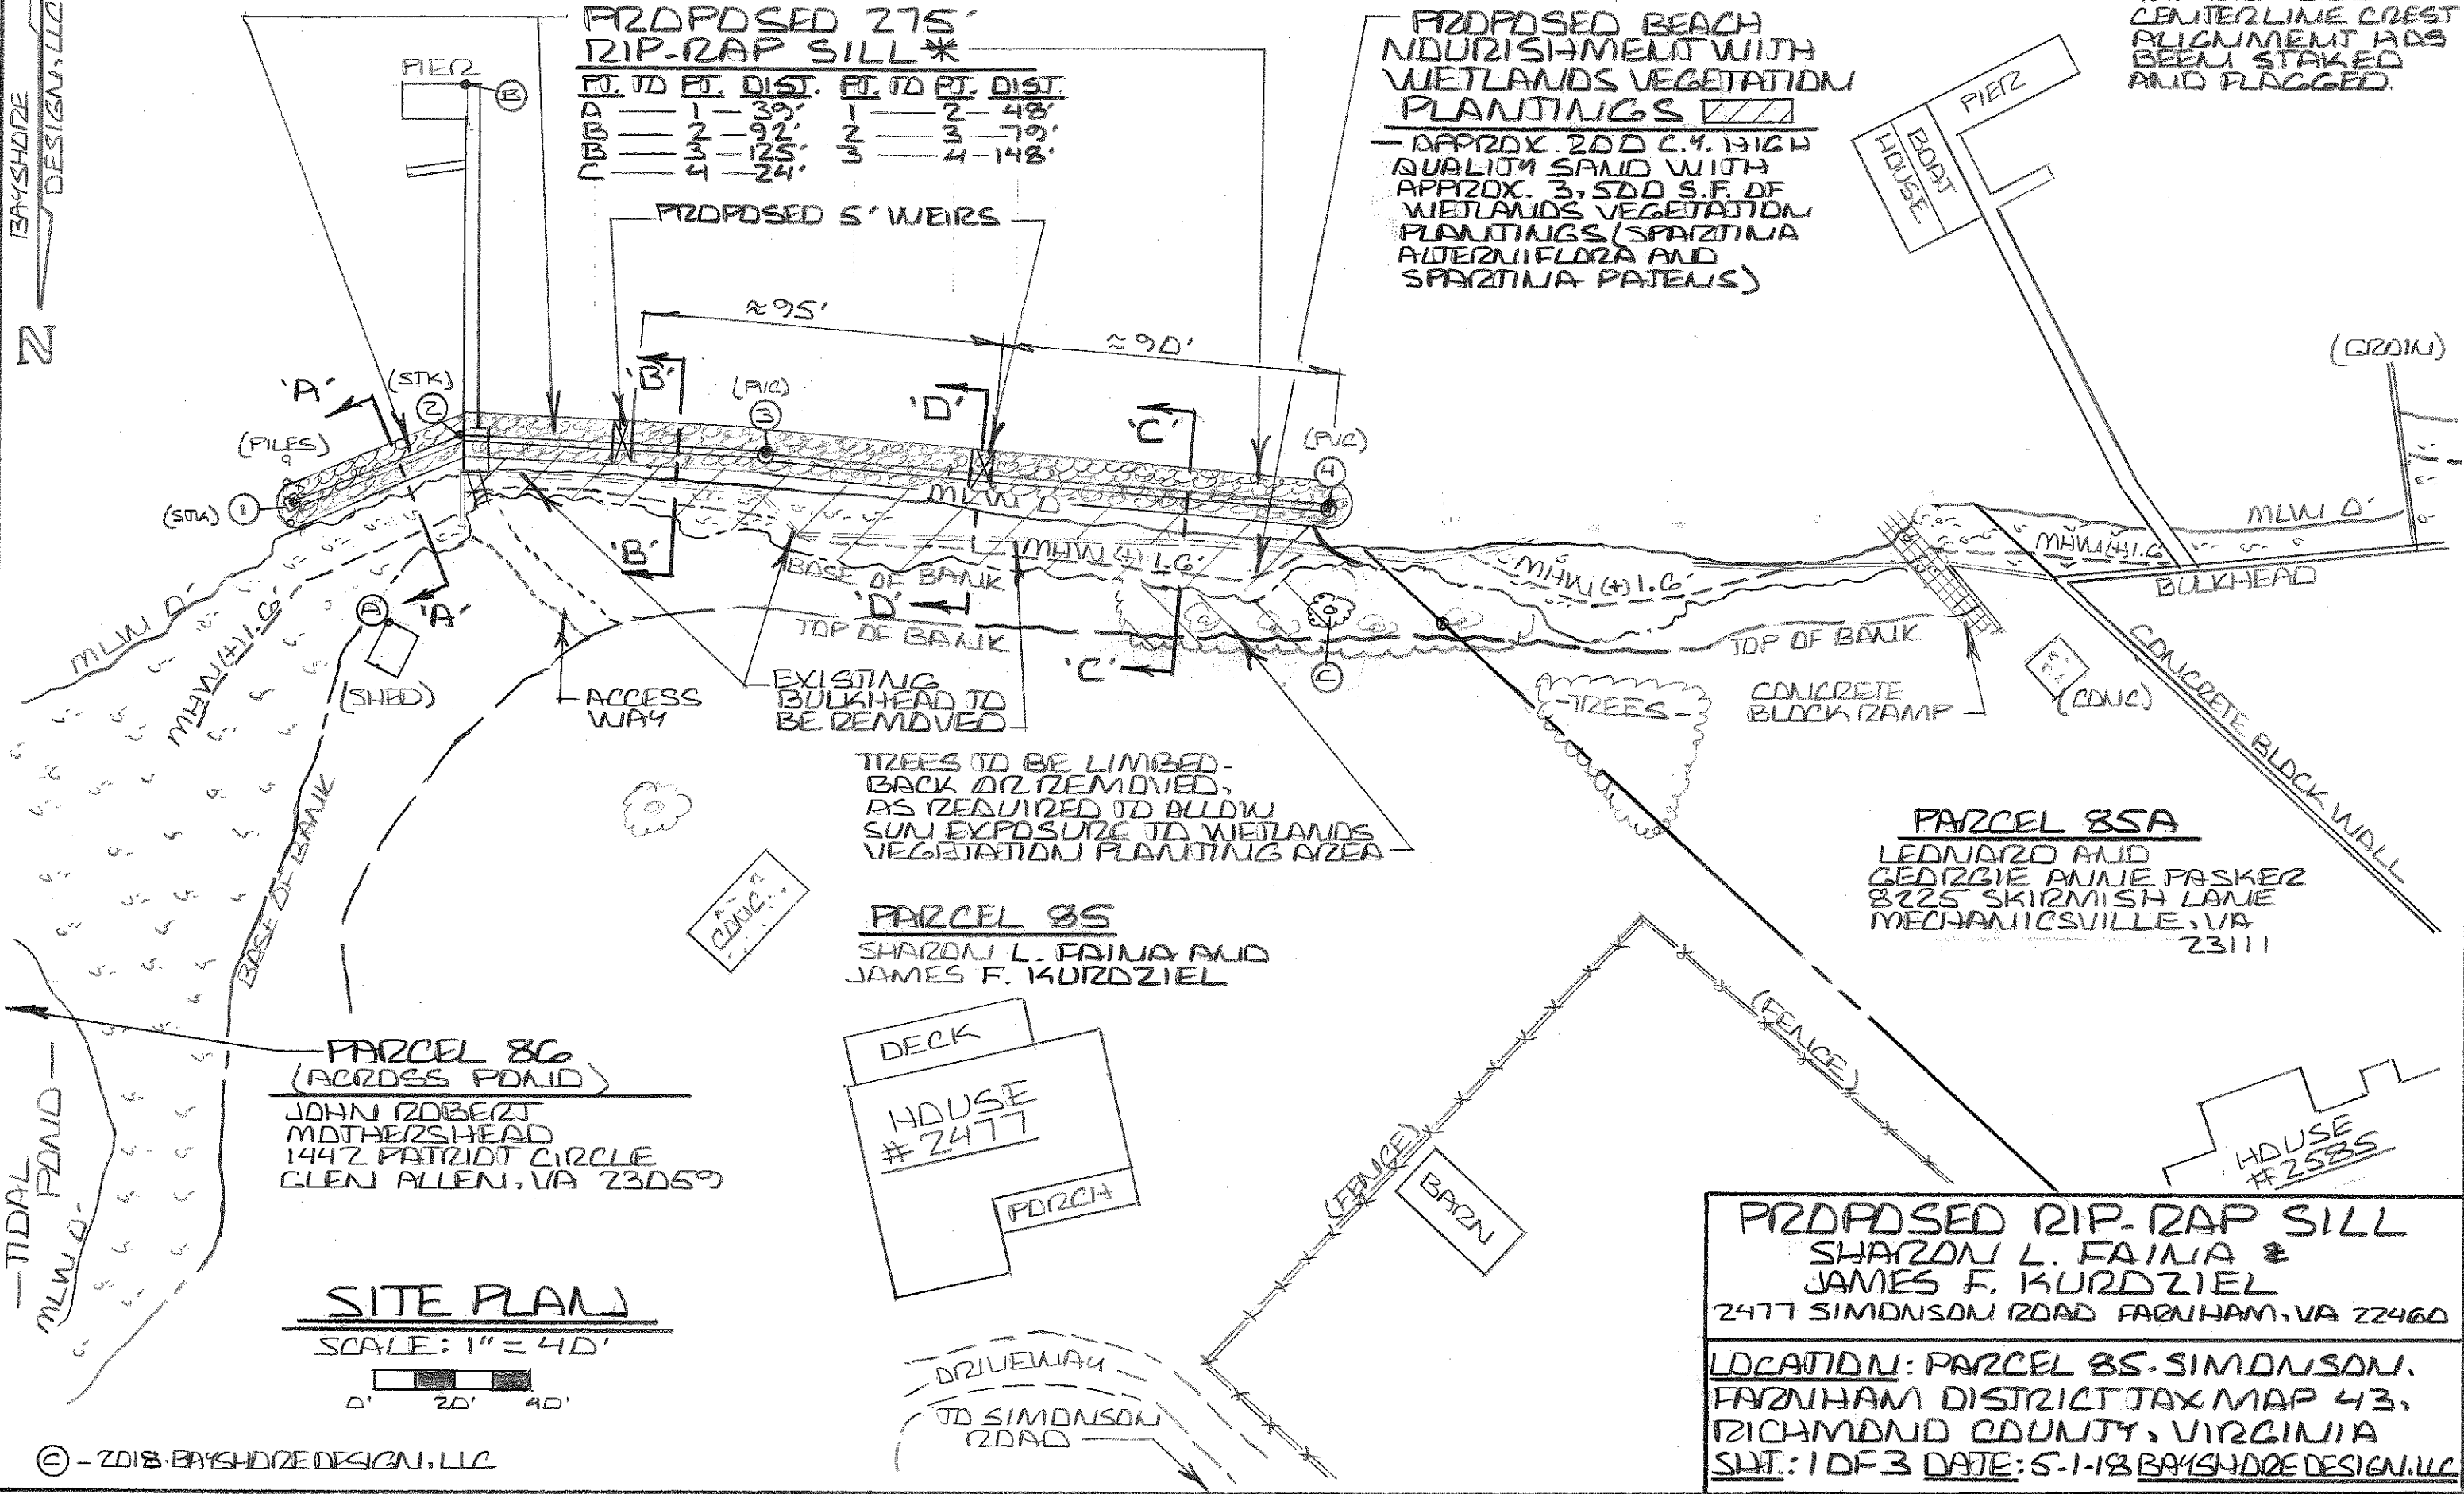 BAYSHORE
DESIGN, LLC
N
PROPOSED 275'
RIP-RAP SILL *
PT. TO PT. DIST. PT. TO PT. DIST.
A — 1 — 39' 1 — 2 — 48'
B — 2 — 92' 2 — 3 — 79'
B — 3 — 125' 3 — 4 — 148'
C — 4 — 24'
PROPOSED 5' WEIRS
PROPOSED BEACH
NOURISHMENT WITH
WETLANDS VEGETATION
PLANTINGS
— APPROX. 200 C.Y. HIGH
QUALITY SAND WITH
APPROX. 3,500 S.F. OF
WETLANDS VEGETATION
PLANTINGS (SPARTINA
ALTERNIFLORA AND
SPARTINA PATENS)
CENTERLINE CREST
ALIGNMENT HAS
BEEN STAKED
AND FLAGGED.
PIER
B
PIER
BOAT
HOUSE
(GROIN)
≈95'
≈90'
'A'
(STK)
2
'B'
(PVC)
3
'D'
'C'
(PVC)
4
(PILES)
(STK) 1
MLW 0'
MLW 0'
MHW (+) 1.6'
MHW (+) 1.6'
MHW (+) 1.6'
BULKHEAD
'B'
BASE OF BANK
'D'
TOP OF BANK
'C'
C
TOP OF BANK
MLW 0'
MHW (+) 1.6'
A
'A'
(SHED)
ACCESS
WAY
EXISTING
BULKHEAD TO
BE REMOVED
-TREES-
CONCRETE
BLOCK RAMP
(CONC)
CONCRETE BLOCK WALL
TREES TO BE LIMBED-
BACK OR REMOVED,
AS REQUIRED TO ALLOW
SUN EXPOSURE TO WETLANDS
VEGETATION PLANTING AREA
BASE OF BANK
CONC.
PARCEL 85
SHARON L. FAINA AND
JAMES F. KURDZIEL
PARCEL 85A
LEONARD AND
GEORGIE ANNE PASKER
8225 SKIRMISH LANE
MECHANICSVILLE, VA
23111
PARCEL 86
(ACROSS POND)
JOHN ROBERT
MOTHERSHEAD
1442 PATRIOT CIRCLE
GLEN ALLEN, VA 23059
— TIDAL
POND —
MLW 0'
DECK
HOUSE
# 2477
PORCH
(FENCE)
(FENCE)
BARN
HOUSE
# 2585
SITE PLAN
SCALE: 1" = 40'
0' 20' 40'
DRIVEWAY
TO SIMONSON
ROAD
© - 2018 BAYSHORE DESIGN, LLC
PROPOSED RIP-RAP SILL
SHARON L. FAINA &
JAMES F. KURDZIEL
2477 SIMONSON ROAD FARNHAM, VA 22460
LOCATION: PARCEL 85-SIMONSON,
FARNHAM DISTRICT TAX MAP 43,
RICHMOND COUNTY, VIRGINIA
SHT.: 1 OF 3 DATE: 5-1-18 BAYSHORE DESIGN, LLC